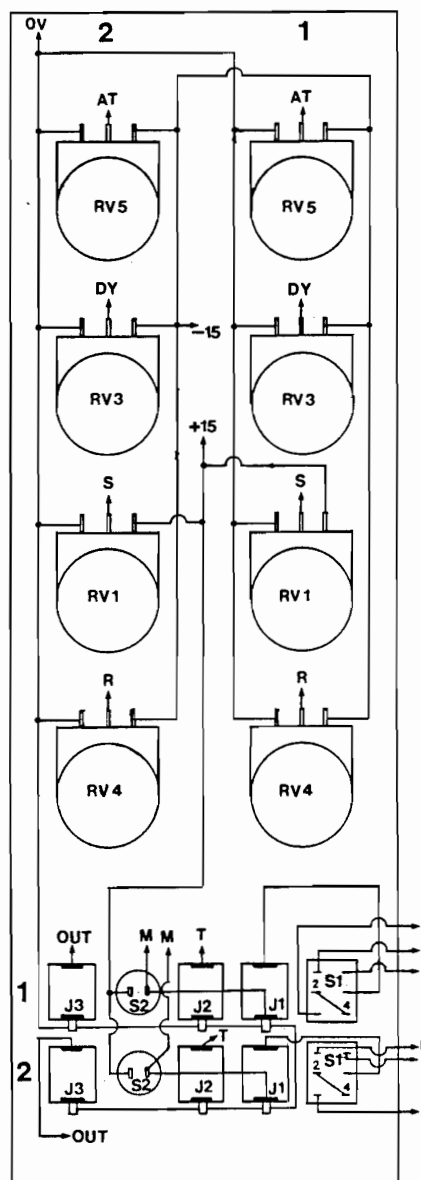 0V
2 1
AT AT
RV5 RV5
DY DY
-15
RV3 RV3
+15
S S
RV1 RV1
R R
RV4 RV4
OUT M M T
1
J3 S2 J2 J1 2 S1 4
T
2
J3 S2 J2 J1 2 S1 4
OUT